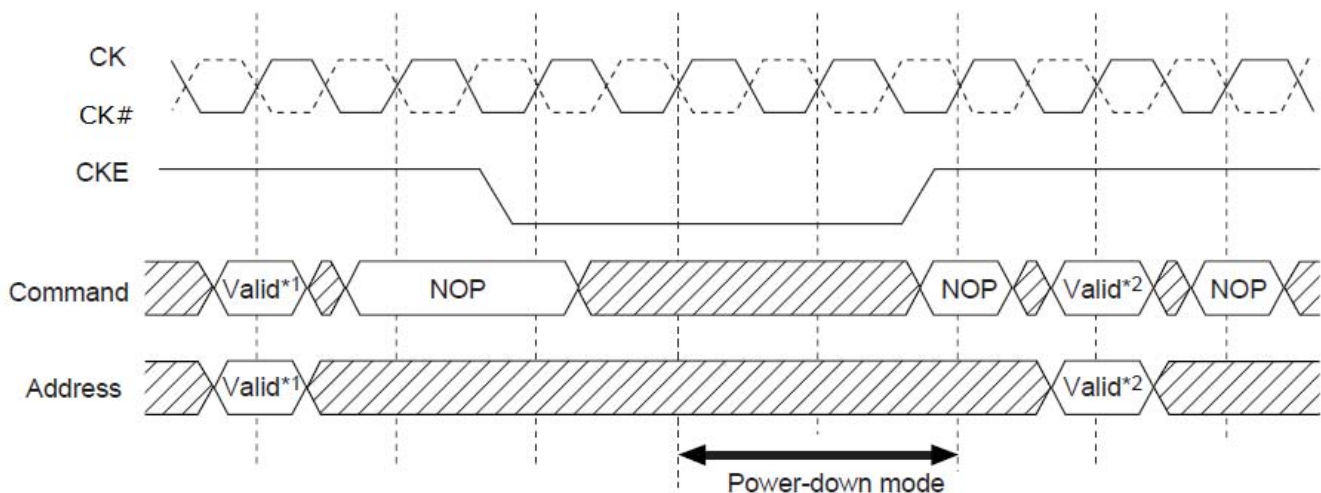 CK
CK#
CKE
Command Valid*1 NOP NOP Valid*2 NOP
Address Valid*1 Valid*2
Power-down mode